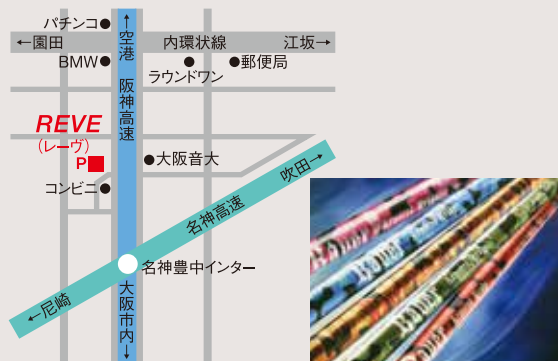 パチンコ
↑
空港
←園田
内環状線
江坂→
BMW
ラウンドワン
郵便局
阪神高速
REVE
(レーヴ)
P
大阪音大
コンビニ
吹田→
名神高速
名神豊中インター
←尼崎
大阪市内
↓